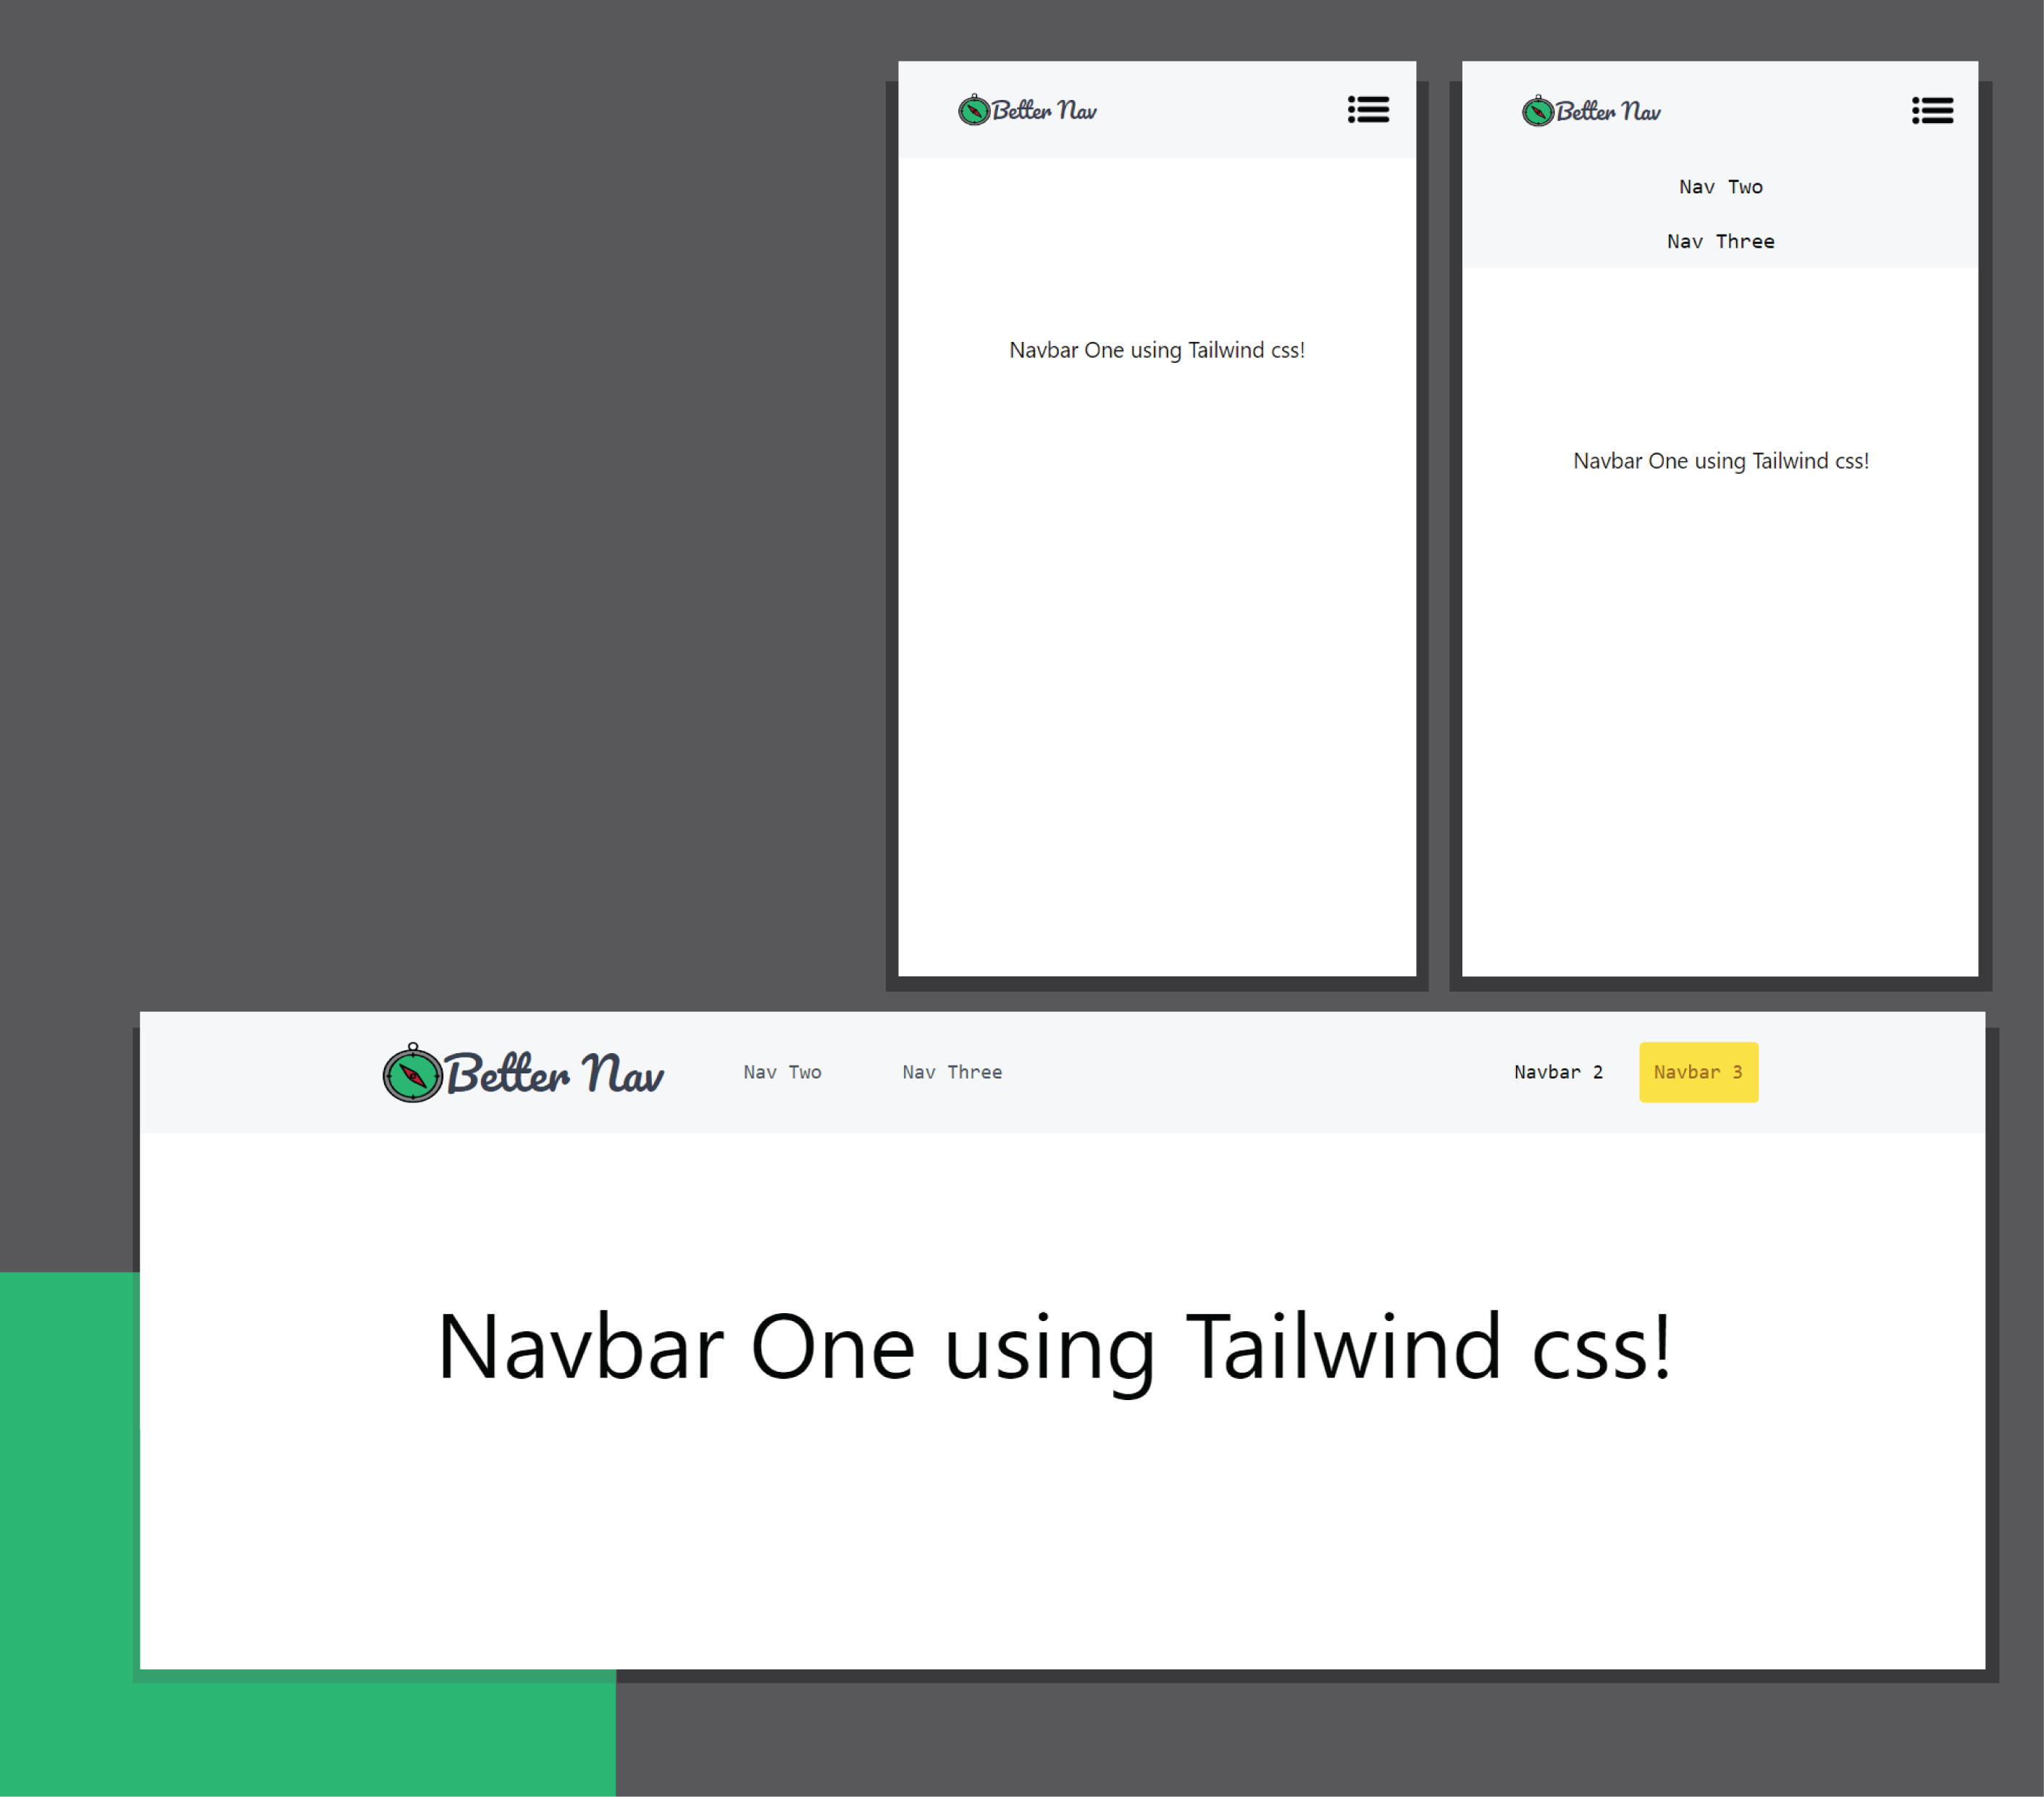 Better Nav
Navbar One using Tailwind css!
Better Nav
Nav Two
Nav Three
Navbar One using Tailwind css!
Better Nav Nav Two Nav Three Navbar 2 Navbar 3
Navbar One using Tailwind css!